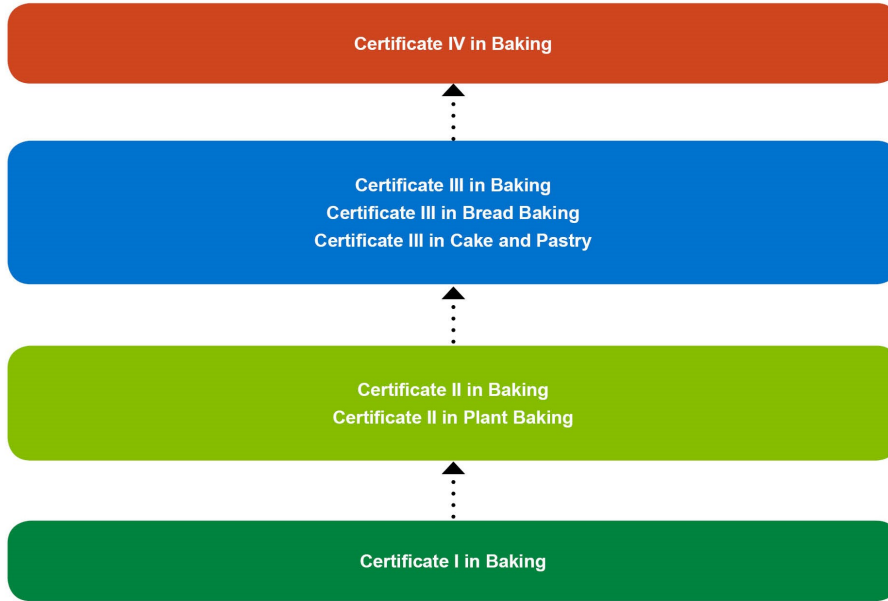 Certificate IV in Baking
Certificate III in Baking
Certificate III in Bread Baking
Certificate III in Cake and Pastry
Certificate II in Baking
Certificate II in Plant Baking
Certificate I in Baking